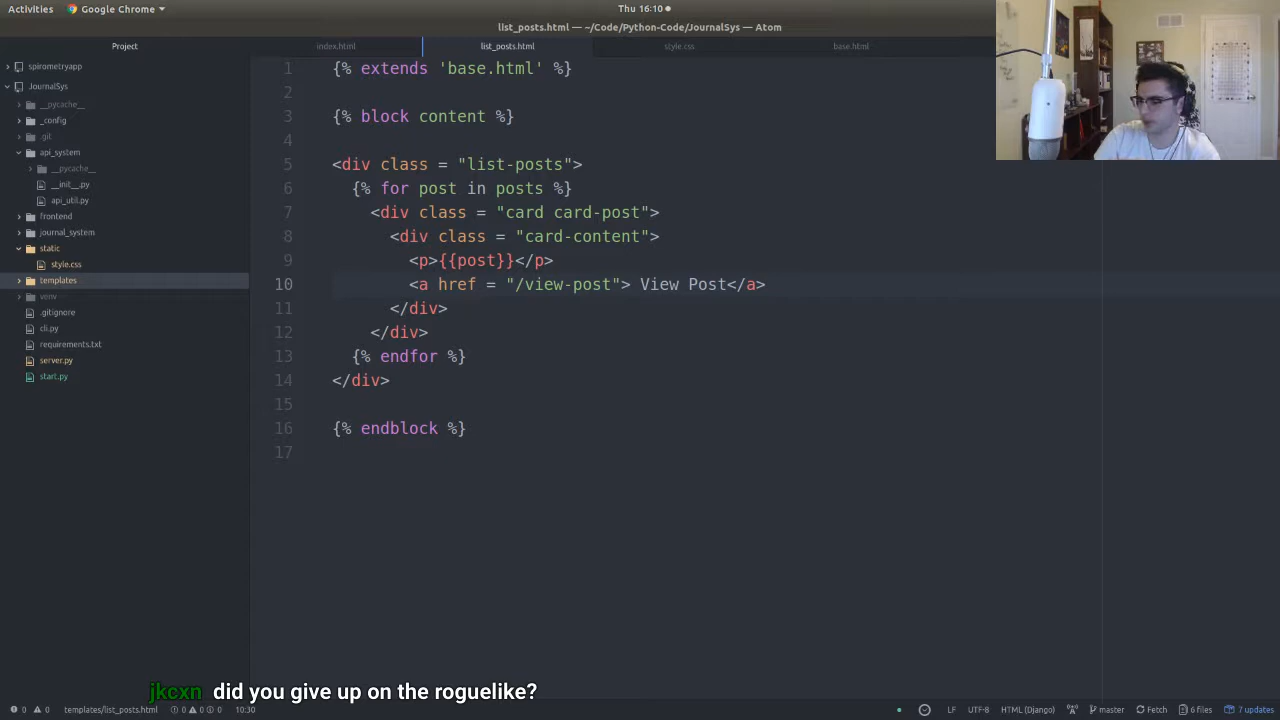 Activities
Google Chrome
Thu 16:10
list_posts.html — ~/Code/Python-Code/JournalSys — Atom
Project
index.html
list_posts.html
style.css
base.html
spirometryapp
JournalSys
__pycache__
_config
.git
api_system
__pycache__
__init__.py
api_util.py
frontend
journal_system
static
style.css
templates
venv
.gitignore
cli.py
requirements.txt
server.py
start.py
1 {% extends 'base.html' %}
2
3 {% block content %}
4
5 <div class = "list-posts">
6 {% for post in posts %}
7 <div class = "card card-post">
8 <div class = "card-content">
9 <p>{{post}}</p>
10 <a href = "/view-post"> View Post</a>
11 </div>
12 </div>
13 {% endfor %}
14 </div>
15
16 {% endblock %}
17
jkcxn did you give up on the roguelike?
0 0 templates/list_posts.html 0 0 0 10:30
LF UTF-8 HTML (Django) master Fetch 6 files 7 updates